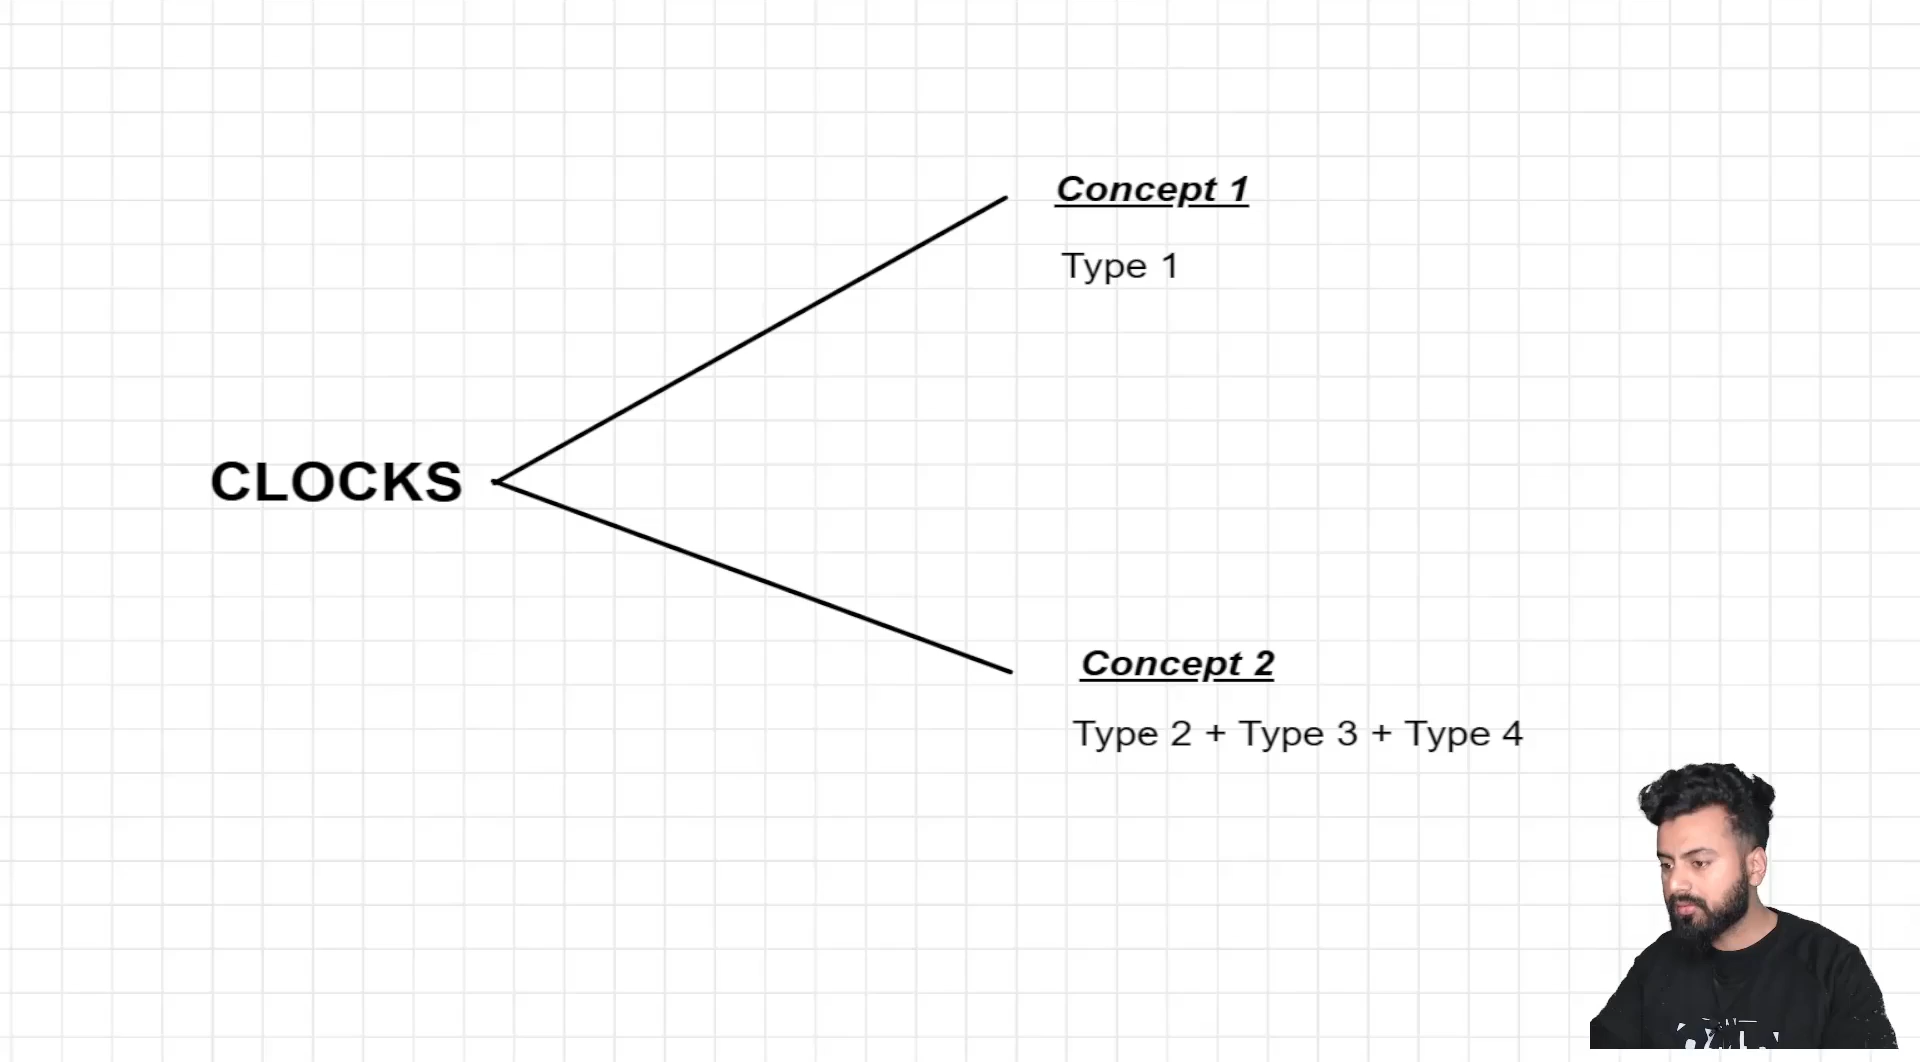 Concept 1
Type 1
CLOCKS
Concept 2
Type 2 + Type 3 + Type 4